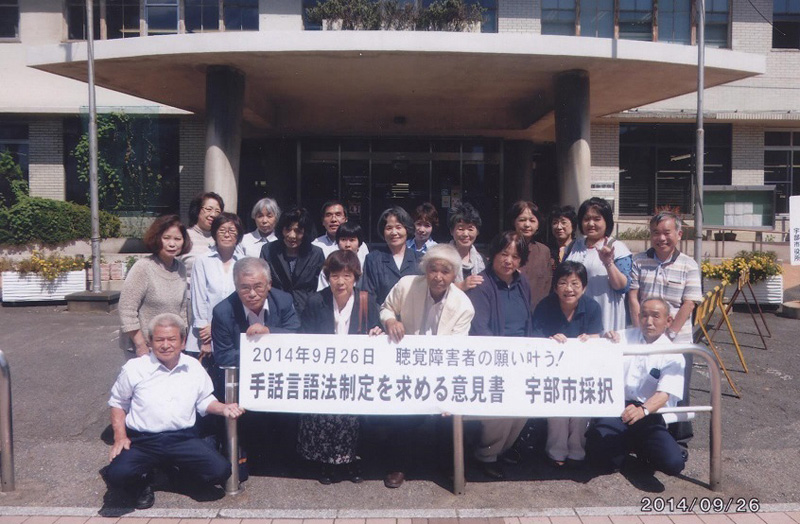 2014年9月26日 聴覚障害者の願い叶う!
手話言語法制定を求める意見書 宇部市採択
2014/09/26